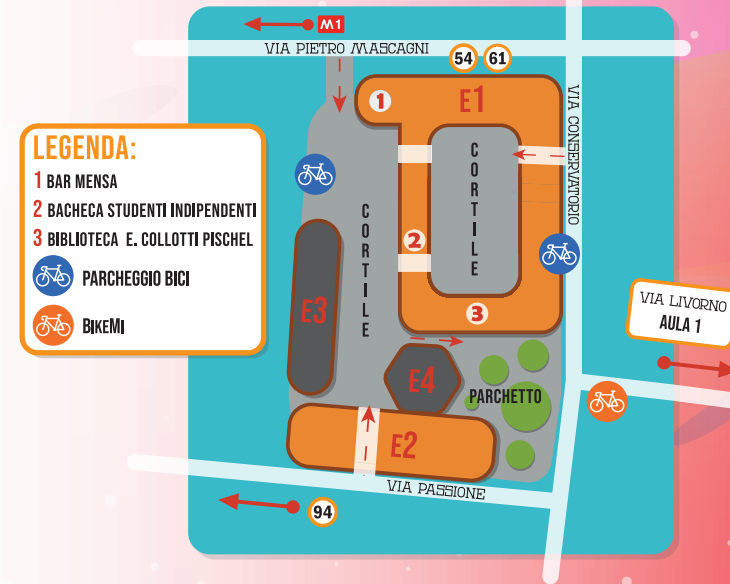 M1
VIA PIETRO MASCAGNI
54 61
1
E1
VIA CONSERVATORIO
LEGENDA:
1 BAR MENSA
2 BACHECA STUDENTI INDIPENDENTI
3 BIBLIOTECA E. COLLOTTI PISCHEL
PARCHEGGIO BICI
BIKEMI
CORTILE
CORTILE
2
3
E3
E4
PARCHETTO
E2
VIA PASSIONE
94
VIA LIVORNO
AULA 1